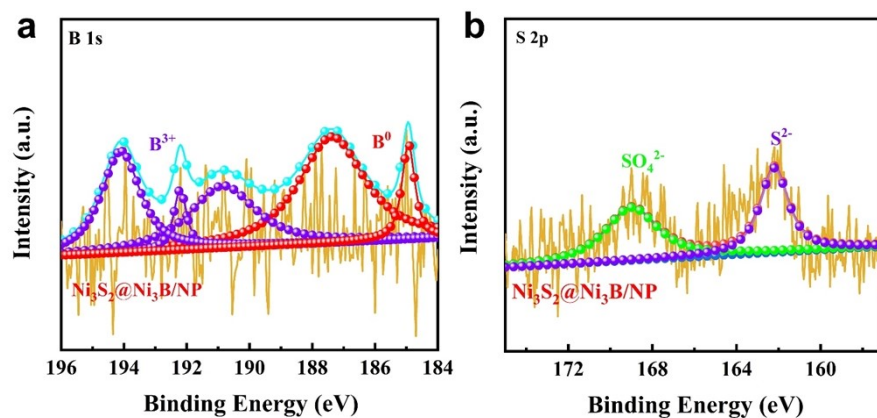 a
B 1s
B³⁺
B⁰
Ni₃S₂@Ni₃B/NP
Intensity (a.u.)
196 194 192 190 188 186 184
Binding Energy (eV)
b
S 2p
SO₄²⁻
S²⁻
Ni₃S₂@Ni₃B/NP
Intensity (a.u.)
172 168 164 160
Binding Energy (eV)